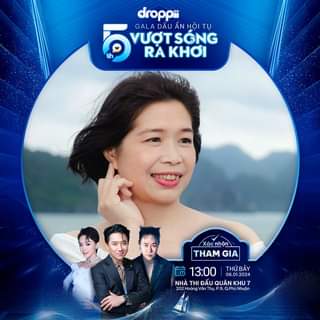 droppii
GALA DẤU ẤN HỘI TỤ
5th VƯỢT SÓNG
RA KHƠI
Xác nhận
THAM GIA
13:00 THỨ BẢY
06.01.2024
NHÀ THI ĐẤU QUÂN KHU 7
202 Hoàng Văn Thụ, P.9, Q.Phú Nhuận